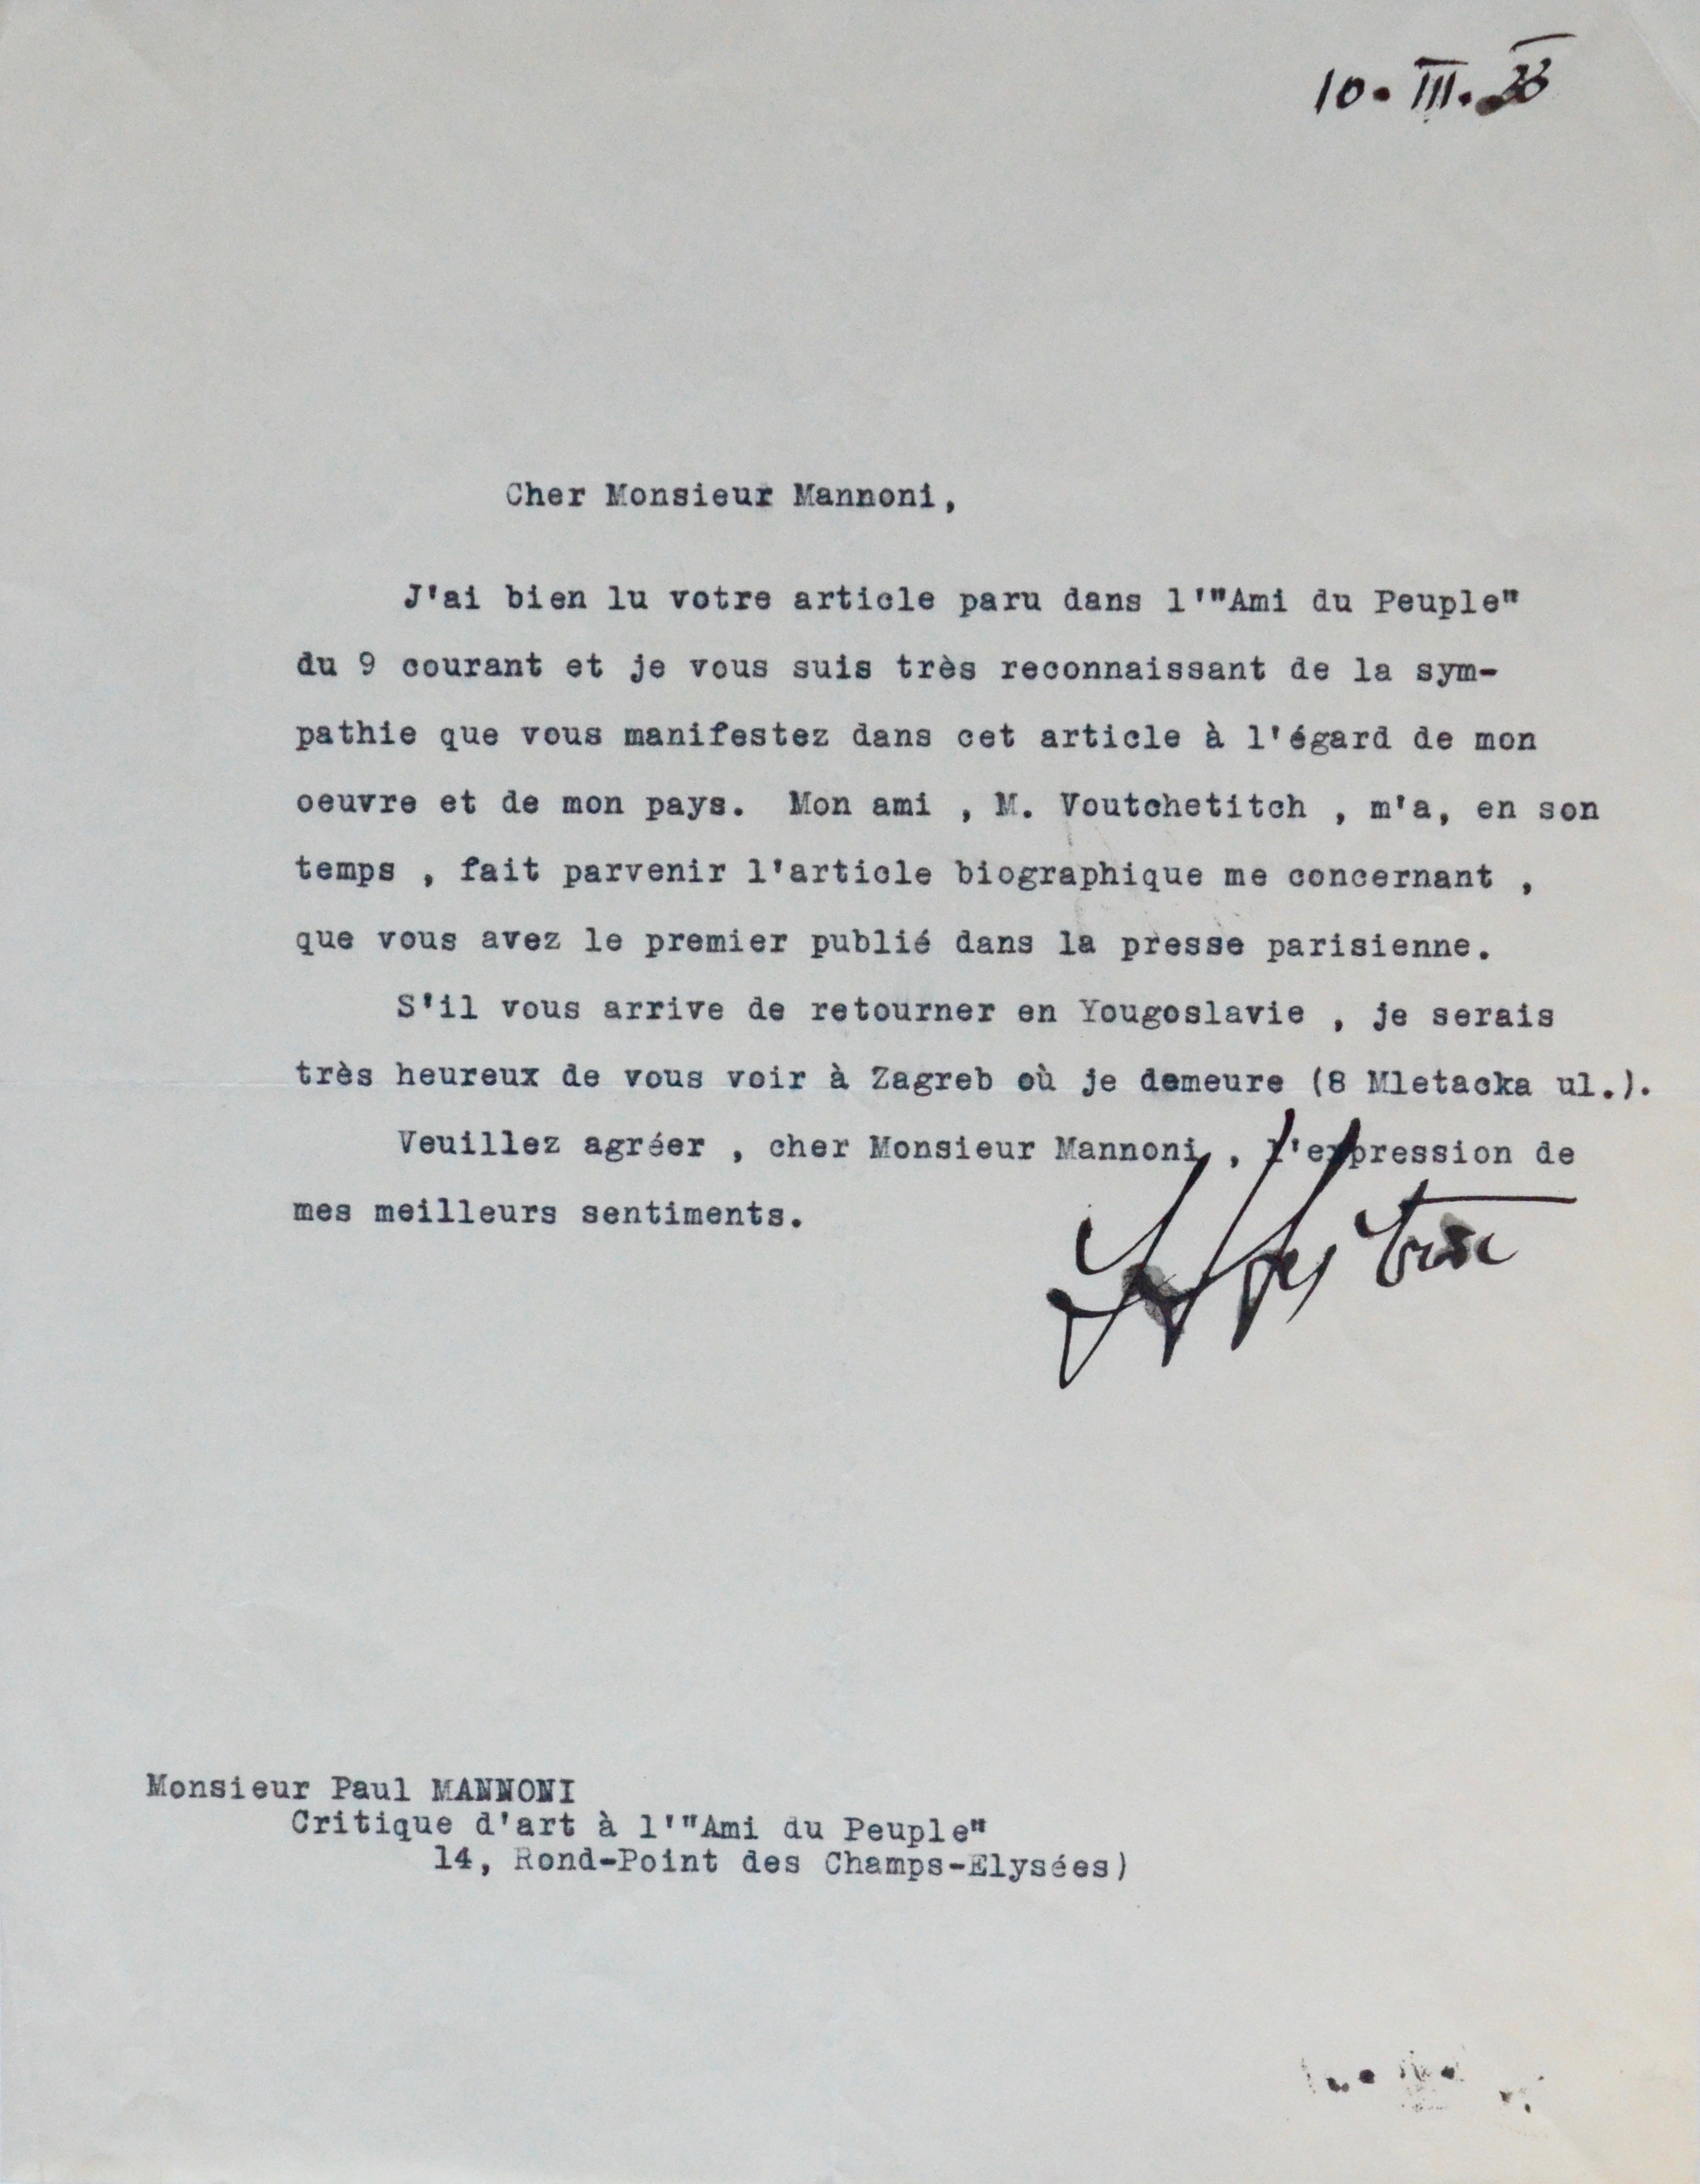 10. III. 33
Cher Monsieur Mannoni,
J'ai bien lu votre article paru dans l'"Ami du Peuple"
du 9 courant et je vous suis très reconnaissant de la sym-
pathie que vous manifestez dans cet article à l'égard de mon
oeuvre et de mon pays. Mon ami , M. Voutchetitch , m'a, en son
temps , fait parvenir l'article biographique me concernant ,
que vous avez le premier publié dans la presse parisienne.
S'il vous arrive de retourner en Yougoslavie , je serais
très heureux de vous voir à Zagreb où je demeure (8 Mletacka ul.).
Veuillez agréer , cher Monsieur Mannoni , l'expression de
mes meilleurs sentiments.
Monsieur Paul MANNONI
Critique d'art à l'"Ami du Peuple"
14, Rond-Point des Champs-Elysées)